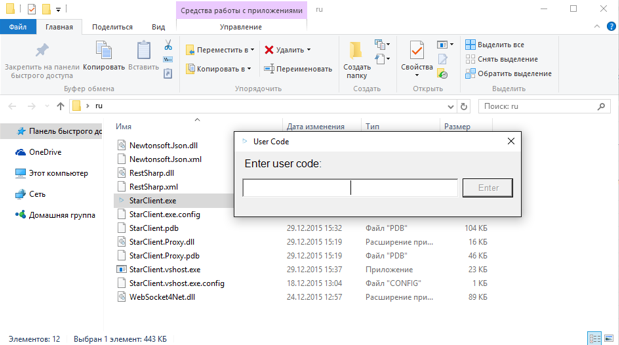 Средства работы с приложениями
ru
Файл Главная Поделиться Вид Управление
Закрепить на панели быстрого доступа
Копировать
Вставить
Буфер обмена
Переместить в
Копировать в
Удалить
Переименовать
Упорядочить
Создать папку
Создать
Свойства
Открыть
Выделить все
Снять выделение
Обратить выделение
Выделить
ru
Поиск: ru
Панель быстрого до
OneDrive
Этот компьютер
Сеть
Домашняя группа
Имя Дата изменения Тип Размер
Newtonsoft.Json.dll
Newtonsoft.Json.xml
RestSharp.dll
RestSharp.xml
StarClient.exe
StarClient.exe.config
StarClient.pdb 29.12.2015 15:32 Файл "PDB" 104 КБ
StarClient.Proxy.dll 29.12.2015 15:19 Расширение при... 16 КБ
StarClient.Proxy.pdb 29.12.2015 15:19 Файл "PDB" 46 КБ
StarClient.vshost.exe 29.12.2015 15:37 Приложение 23 КБ
StarClient.vshost.exe.config 18.12.2015 13:04 Файл "CONFIG" 1 КБ
WebSocket4Net.dll 24.12.2015 12:57 Расширение при... 89 КБ
User Code
Enter user code:
Enter
Элементов: 12 Выбран 1 элемент: 443 КБ